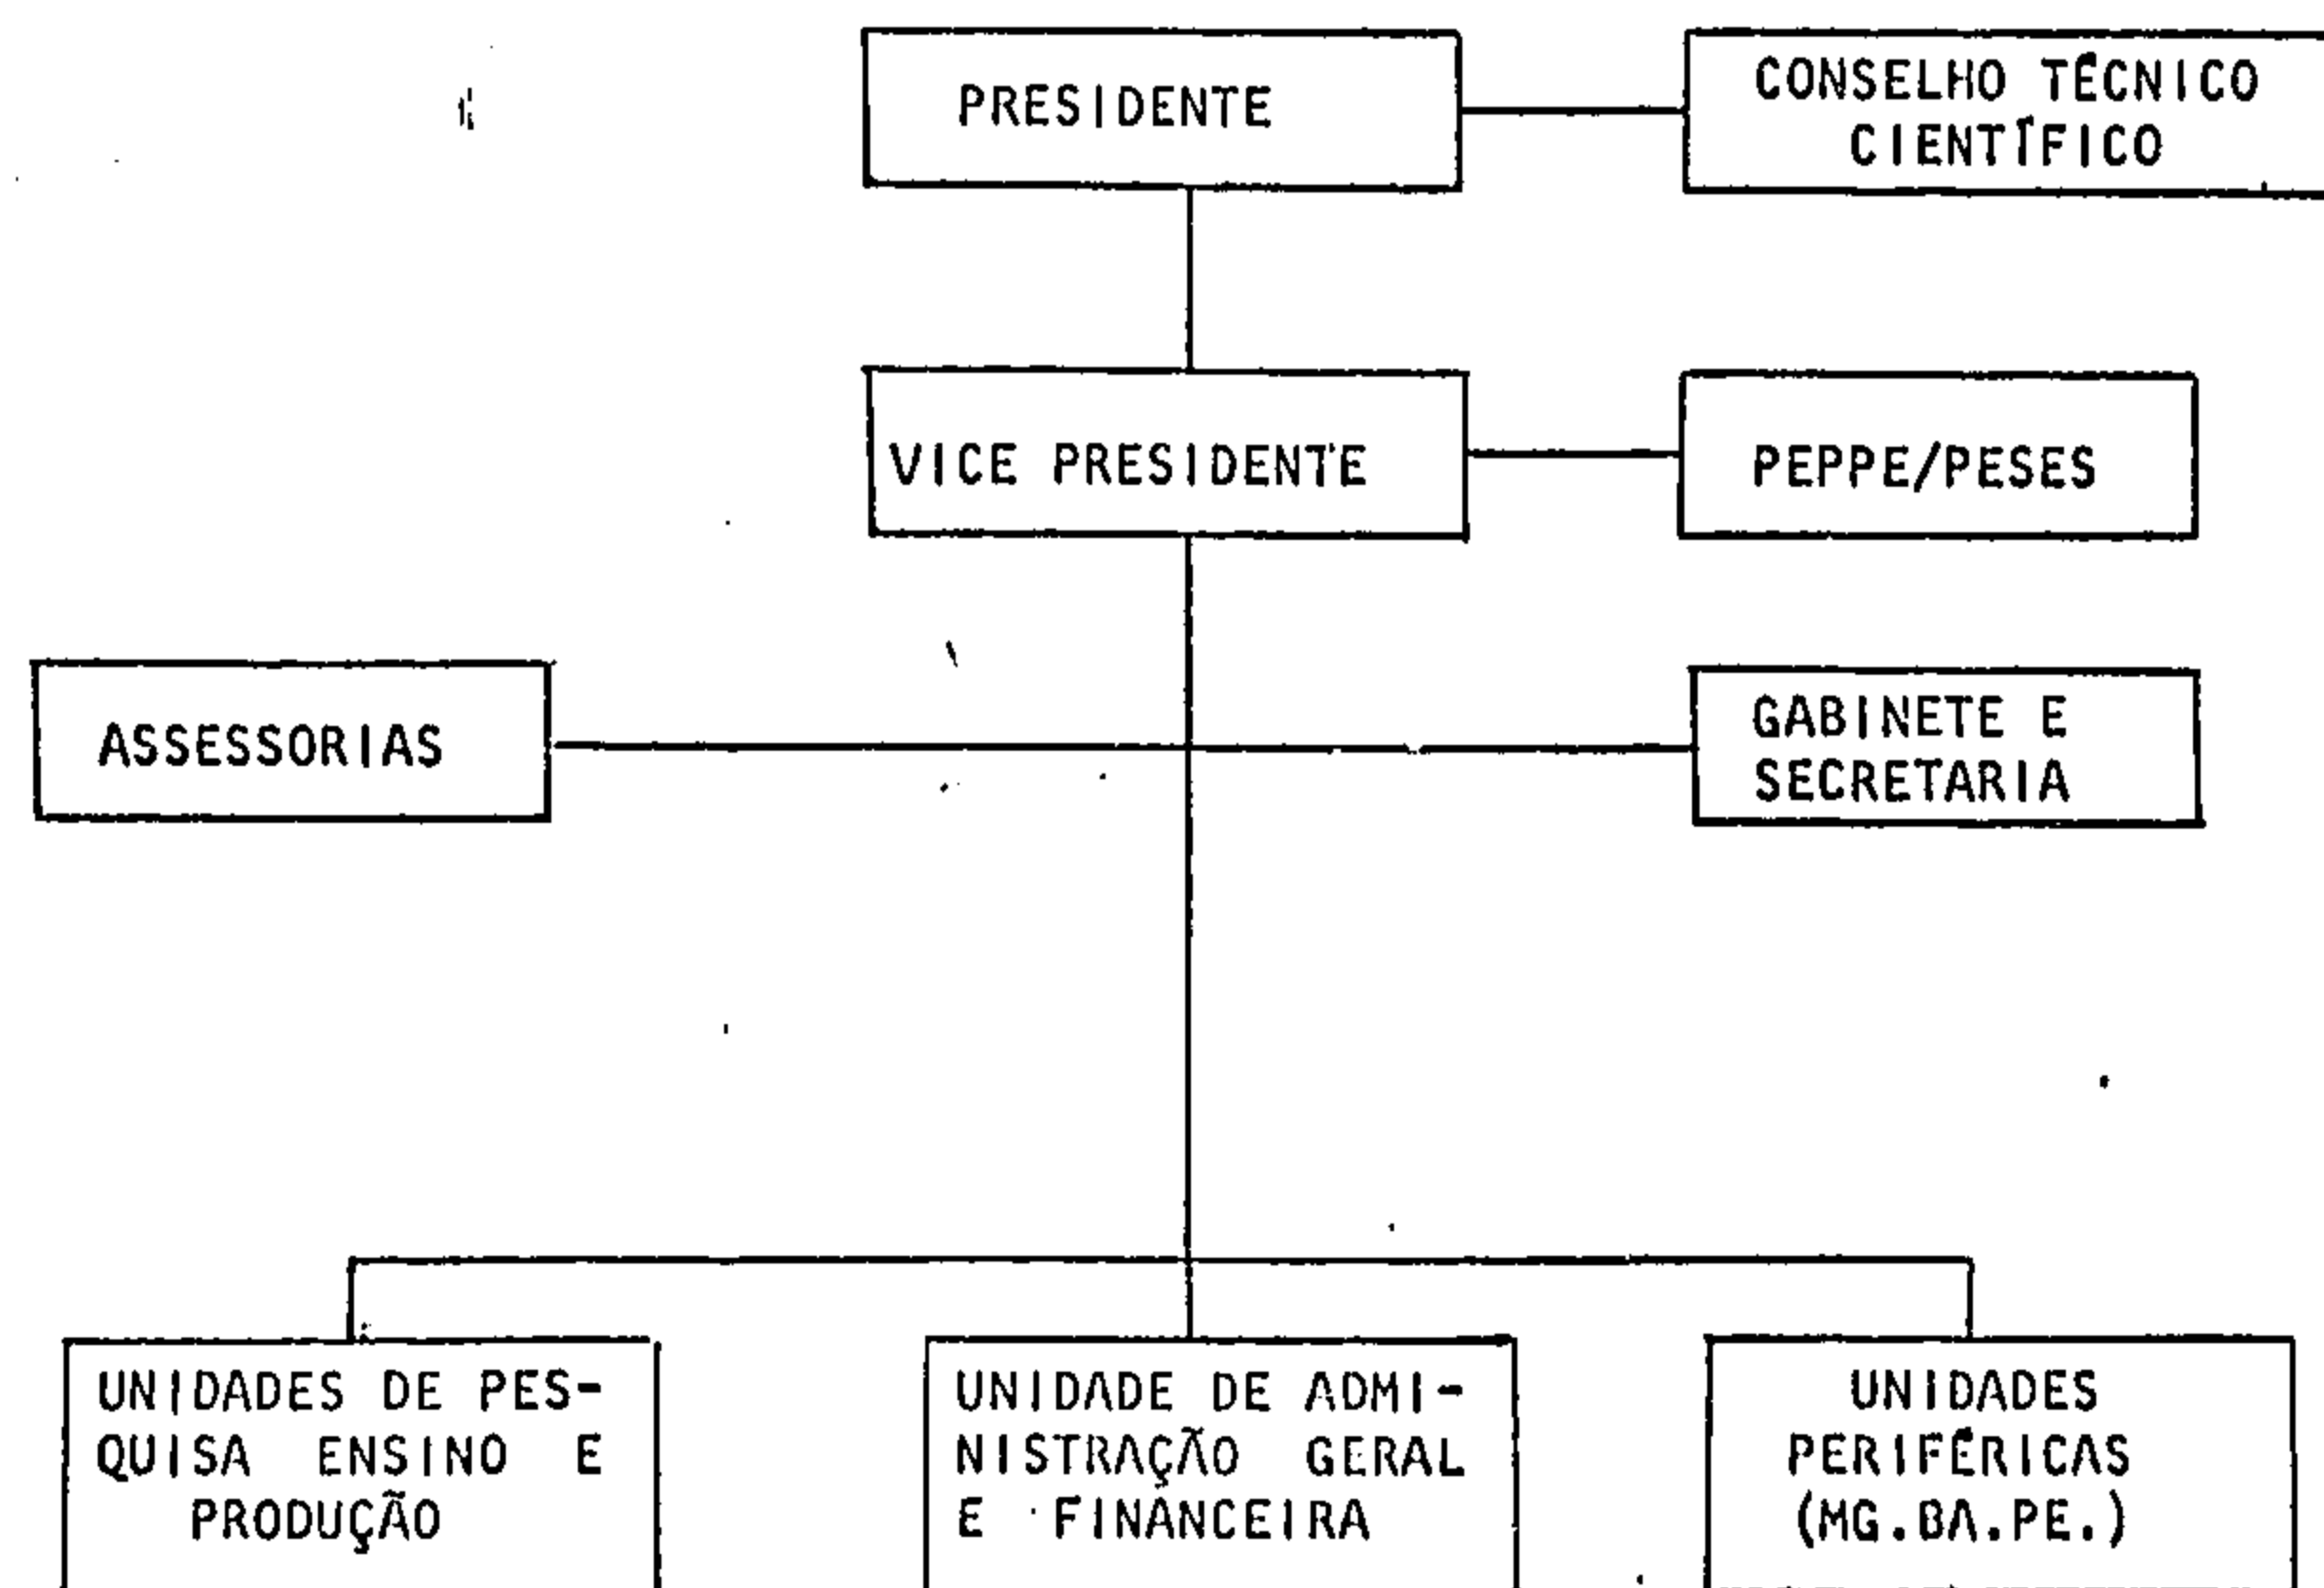 PRESIDENTE
CONSELHO TÉCNICO
CIENTÍFICO
VICE PRESIDENTE
PEPPE/PESES
ASSESSORIAS
GABINETE E
SECRETARIA
UNIDADES DE PES-
QUISA ENSINO E
PRODUÇÃO
UNIDADE DE ADMI-
NISTRAÇÃO GERAL
E FINANCEIRA
UNIDADES
PERIFÉRICAS
(MG.BA.PE.)